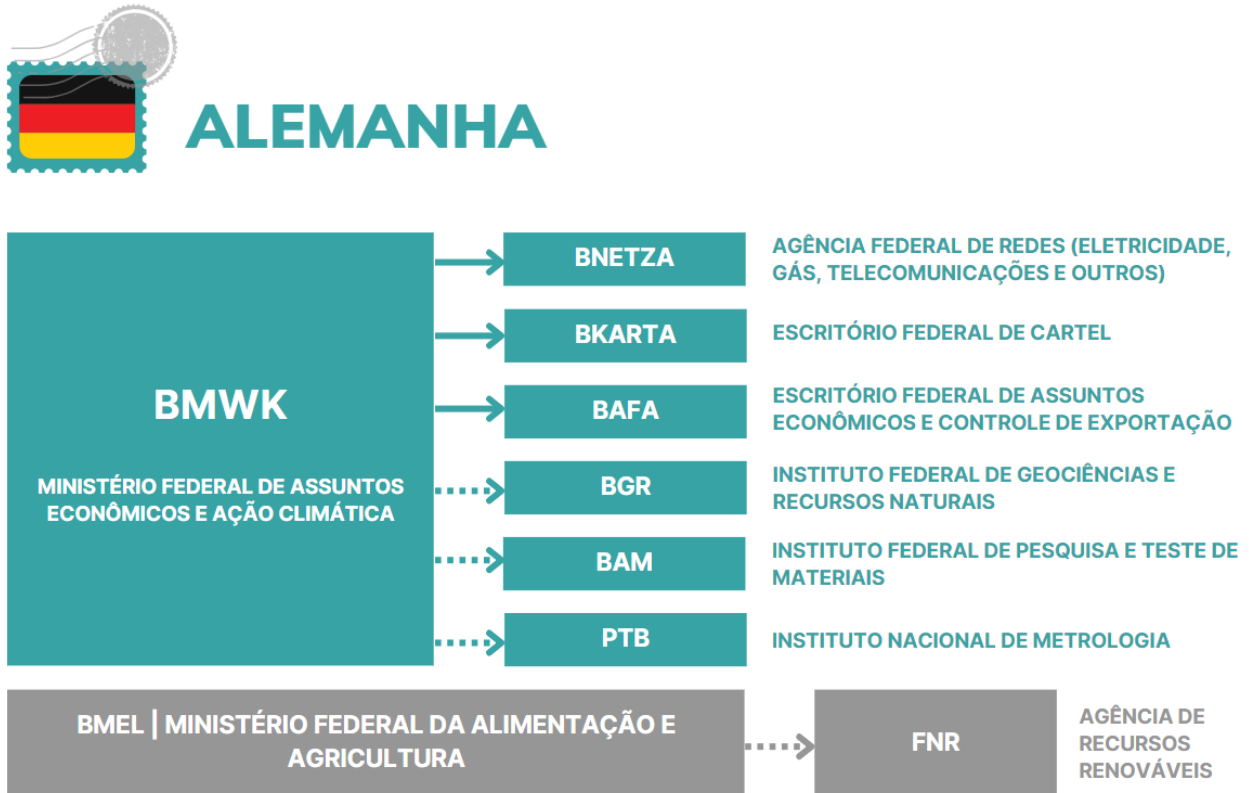 ALEMANHA
BMWK
MINISTÉRIO FEDERAL DE ASSUNTOS
ECONÔMICOS E AÇÃO CLIMÁTICA
BNETZA
AGÊNCIA FEDERAL DE REDES (ELETRICIDADE,
GÁS, TELECOMUNICAÇÕES E OUTROS)
BKARTA
ESCRITÓRIO FEDERAL DE CARTEL
BAFA
ESCRITÓRIO FEDERAL DE ASSUNTOS
ECONÔMICOS E CONTROLE DE EXPORTAÇÃO
BGR
INSTITUTO FEDERAL DE GEOCIÊNCIAS E
RECURSOS NATURAIS
BAM
INSTITUTO FEDERAL DE PESQUISA E TESTE DE
MATERIAIS
PTB
INSTITUTO NACIONAL DE METROLOGIA
BMEL | MINISTÉRIO FEDERAL DA ALIMENTAÇÃO E
AGRICULTURA
FNR
AGÊNCIA DE
RECURSOS
RENOVÁVEIS